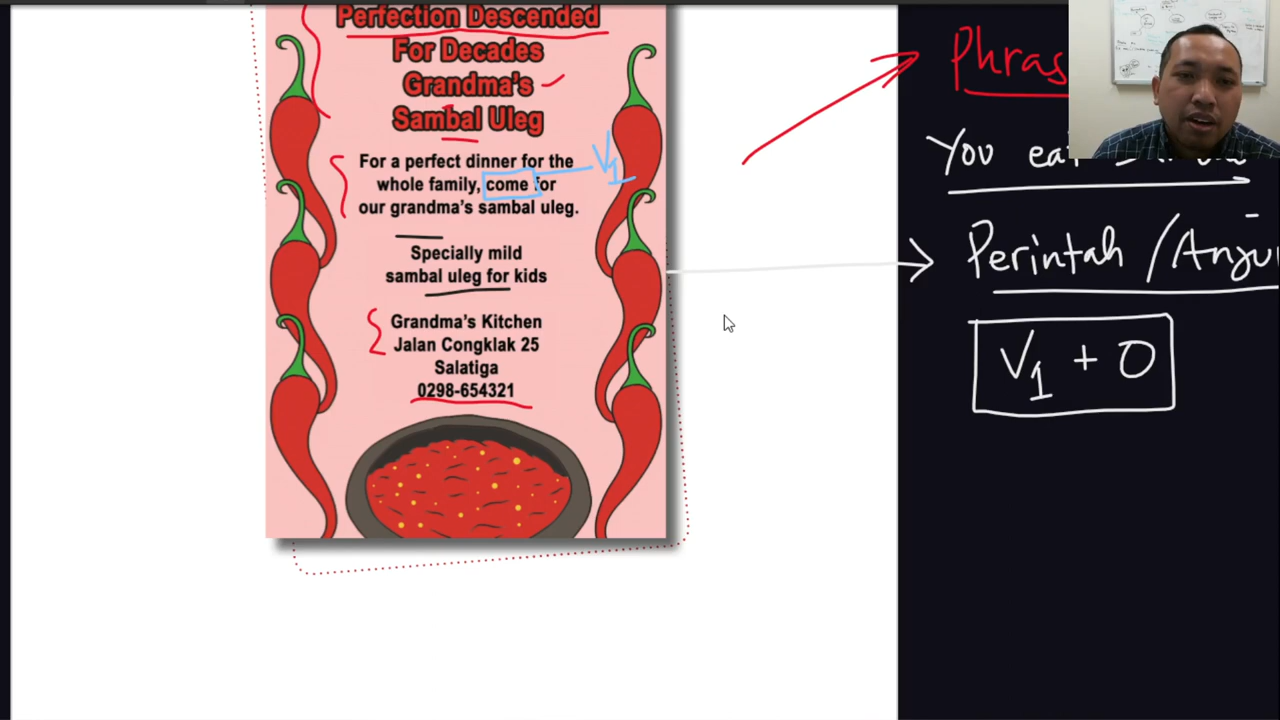 Perfection Descended
For Decades
Grandma's
Sambal Uleg
For a perfect dinner for the
whole family, come for
our grandma's sambal uleg.
V1
Specially mild
sambal uleg for kids
Grandma's Kitchen
Jalan Congklak 25
Salatiga
0298-654321
Phras
You eat
Perintah / Anju
V1 + O